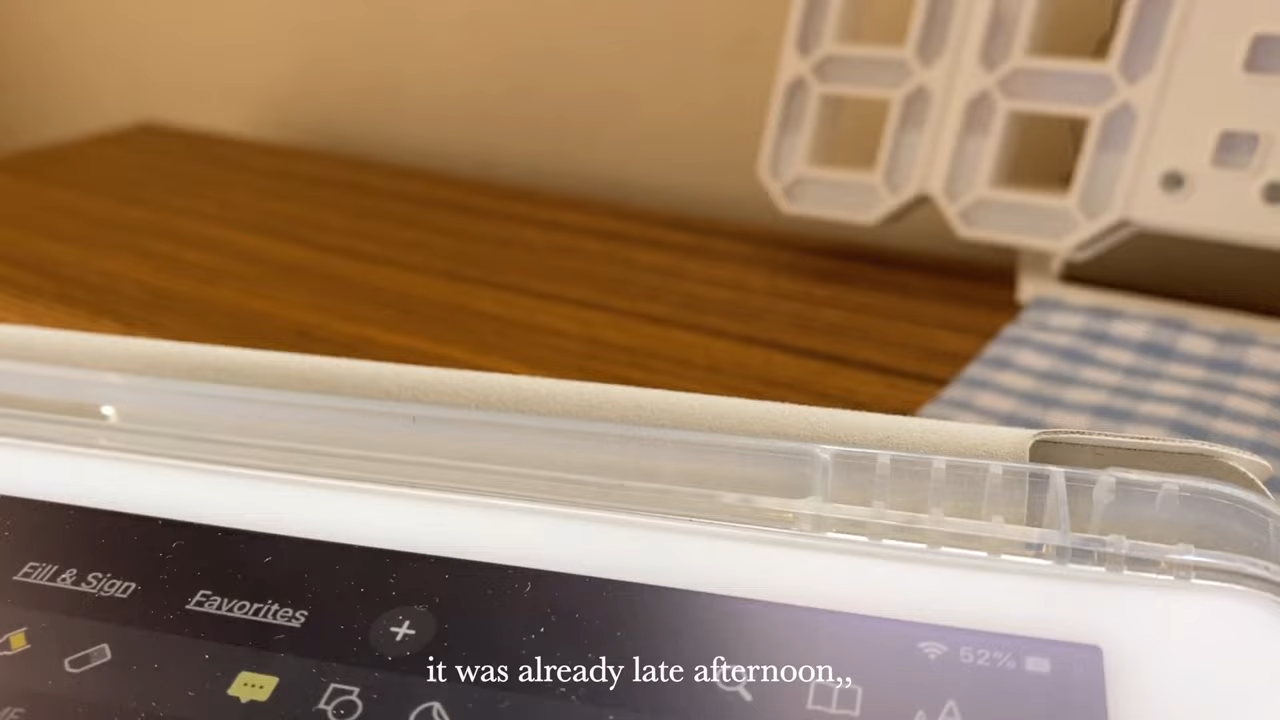 Fill & Sign
Favorites
+
52%
it was already late afternoon,,